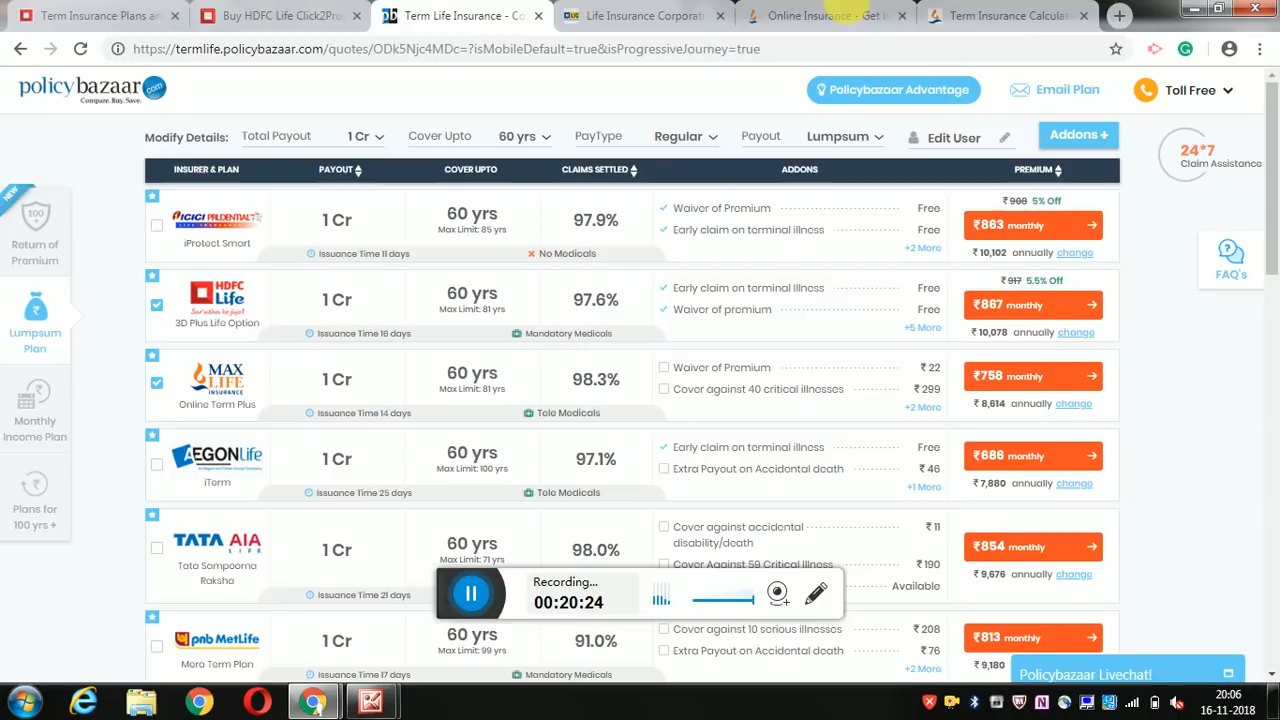 Term Insurance Plans an
Buy HDFC Life Click2Pro
Term Life Insurance - Co
Life Insurance Corporat
Online Insurance - Get i
Term Insurance Calculat
https://termlife.policybazaar.com/quotes/ODk5Njc4MDc=?isMobileDefault=true&isProgressiveJourney=true
policybazaar.com
Compare. Buy. Save.
Policybazaar Advantage
Email Plan
Toll Free
Modify Details: Total Payout 1 Cr Cover Upto 60 yrs PayType Regular Payout Lumpsum Edit User Addons +
24*7
Claim Assistance
INSURER & PLAN PAYOUT COVER UPTO CLAIMS SETTLED ADDONS PREMIUM
NEW
100
Return of
Premium
Lumpsum
Plan
Monthly
Income Plan
Plans for
100 yrs +
ICICI PRUDENTIAL
LIFE INSURANCE
iProtect Smart
1 Cr
60 yrs
Max Limit: 85 yrs
97.9%
Waiver of Premium Free
Early claim on terminal illness Free
+2 More
₹ 908 5% Off
₹863 monthly
₹ 10,102 annually change
Issuance Time 11 days
No Medicals
HDFC
Life
Sar utha ke jiyo!
3D Plus Life Option
1 Cr
60 yrs
Max Limit: 81 yrs
97.6%
Early claim on terminal illness Free
Waiver of premium Free
+5 More
₹ 917 5.5% Off
₹867 monthly
₹ 10,078 annually change
Issuance Time 16 days
Mandatory Medicals
FAQ's
MAX
LIFE
INSURANCE
Online Term Plus
1 Cr
60 yrs
Max Limit: 81 yrs
98.3%
Waiver of Premium ₹ 22
Cover against 40 critical illnesses ₹ 299
+2 More
₹758 monthly
₹ 8,614 annually change
Issuance Time 14 days
Tele Medicals
AEGON Life
iTerm
1 Cr
60 yrs
Max Limit: 100 yrs
97.1%
Early claim on terminal illness Free
Extra Payout on Accidental death ₹ 46
+1 More
₹686 monthly
₹ 7,880 annually change
Issuance Time 25 days
Tele Medicals
TATA AIA
LIFE
Tata Sampoorna
Raksha
1 Cr
60 yrs
Max Limit: 71 yrs
98.0%
Cover against accidental
disability/death ₹ 11
Cover Against 59 Critical Illness ₹ 190
Available
₹854 monthly
₹ 9,676 annually change
Issuance Time 21 days
Recording...
00:20:24
pnb MetLife
Mera Term Plan
1 Cr
60 yrs
Max Limit: 99 yrs
91.0%
Cover against 10 serious illnesses ₹ 208
Extra Payout on Accidental death ₹ 76
+2 More
₹813 monthly
₹ 9,180
Issuance Time 17 days
Mandatory Medicals
Policybazaar Livechat!
20:06
16-11-2018